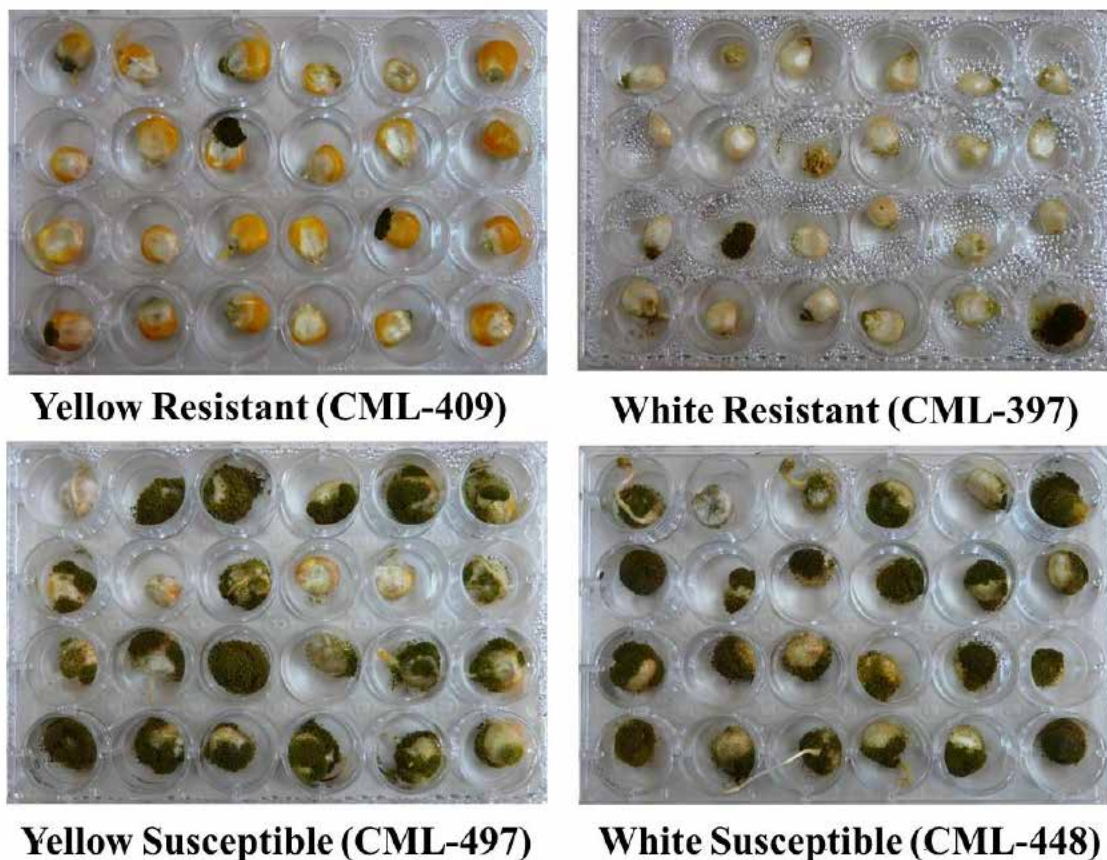 Yellow Resistant (CML-409)
White Resistant (CML-397)
Yellow Susceptible (CML-497)
White Susceptible (CML-448)